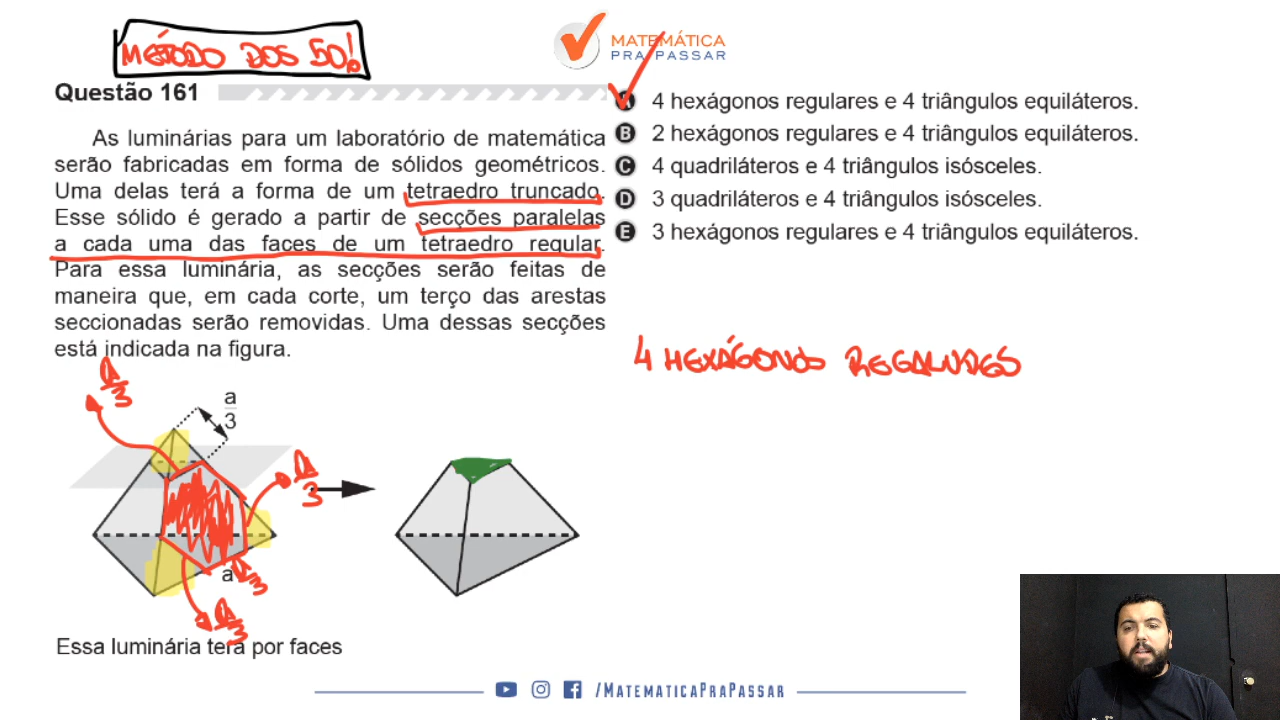 MÉTODO DOS 50!
MATEMÁTICA
PRA PASSAR
Questão 161
As luminárias para um laboratório de matemática
serão fabricadas em forma de sólidos geométricos.
Uma delas terá a forma de um tetraedro truncado.
Esse sólido é gerado a partir de secções paralelas
a cada uma das faces de um tetraedro regular.
Para essa luminária, as secções serão feitas de
maneira que, em cada corte, um terço das arestas
seccionadas serão removidas. Uma dessas secções
está indicada na figura.
a
3
a
3
a
3
a
a
3
a
3
Essa luminária terá por faces
A 4 hexágonos regulares e 4 triângulos equiláteros.
B 2 hexágonos regulares e 4 triângulos equiláteros.
C 4 quadriláteros e 4 triângulos isósceles.
D 3 quadriláteros e 4 triângulos isósceles.
E 3 hexágonos regulares e 4 triângulos equiláteros.
4 HEXÁGONOS REGULARES
/MATEMATICAPRAPASSAR